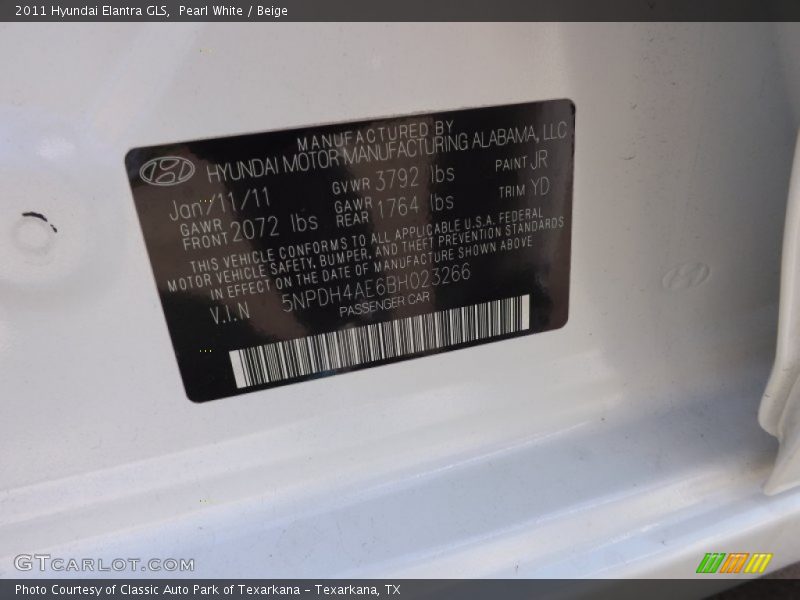 2011 Hyundai Elantra GLS, Pearl White / Beige
MANUFACTURED BY
HYUNDAI MOTOR MANUFACTURING ALABAMA, LLC
Jan/11/11 GVWR 3792 lbs PAINT JR
GAWR FRONT 2072 lbs GAWR REAR 1764 lbs TRIM YD
THIS VEHICLE CONFORMS TO ALL APPLICABLE U.S.A. FEDERAL
MOTOR VEHICLE SAFETY, BUMPER, AND THEFT PREVENTION STANDARDS
IN EFFECT ON THE DATE OF MANUFACTURE SHOWN ABOVE
V.I.N 5NPDH4AE6BH023266
PASSENGER CAR
GTCARLOT.COM
Photo Courtesy of Classic Auto Park of Texarkana - Texarkana, TX